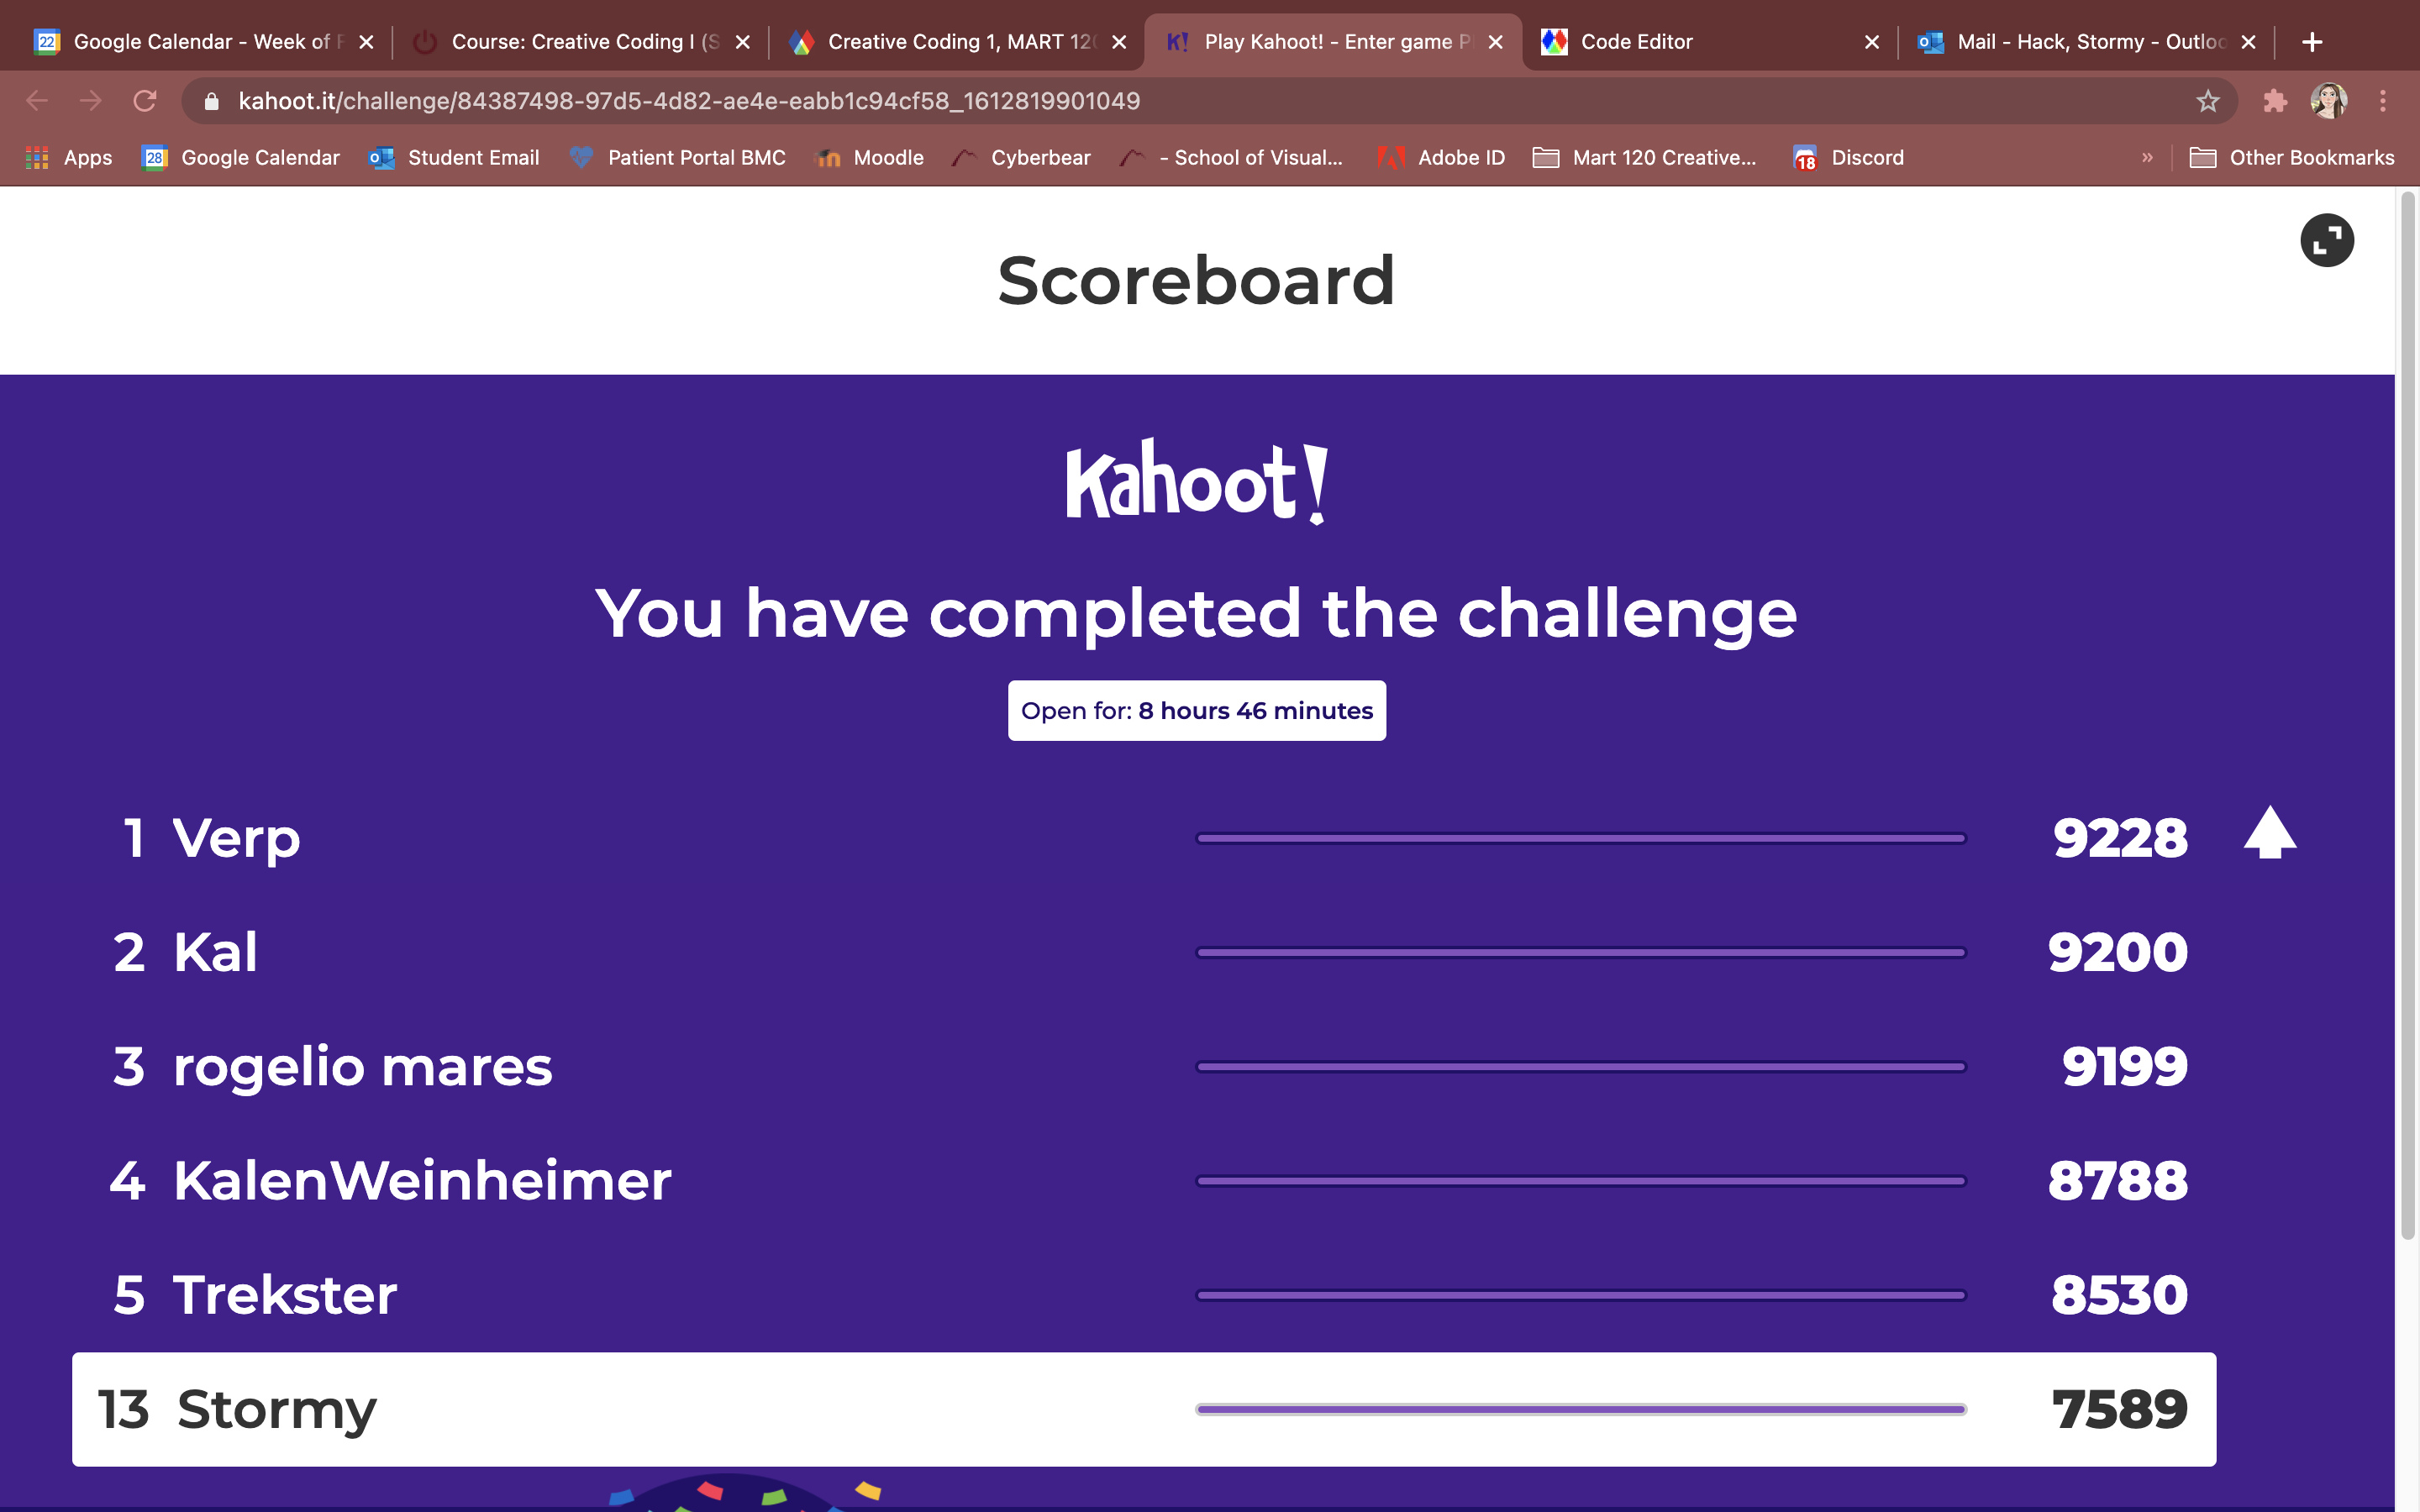 22 Google Calendar - Week of Course: Creative Coding I (S Creative Coding 1, MART 120 K! Play Kahoot! - Enter game P Code Editor Mail - Hack, Stormy - Outloo
kahoot.it/challenge/84387498-97d5-4d82-ae4e-eabb1c94cf58_1612819901049
Apps 28 Google Calendar Student Email Patient Portal BMC Moodle Cyberbear - School of Visual... Adobe ID Mart 120 Creative... 18 Discord » Other Bookmarks
Scoreboard
Kahoot!
You have completed the challenge
Open for: 8 hours 46 minutes
1 Verp 9228
2 Kal 9200
3 rogelio mares 9199
4 KalenWeinheimer 8788
5 Trekster 8530
13 Stormy 7589